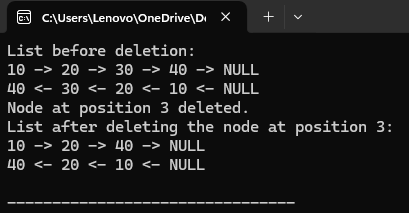 C:\Users\Lenovo\OneDrive\De
List before deletion:
10 -> 20 -> 30 -> 40 -> NULL
40 <- 30 <- 20 <- 10 <- NULL
Node at position 3 deleted.
List after deleting the node at position 3:
10 -> 20 -> 40 -> NULL
40 <- 20 <- 10 <- NULL
--------------------------------